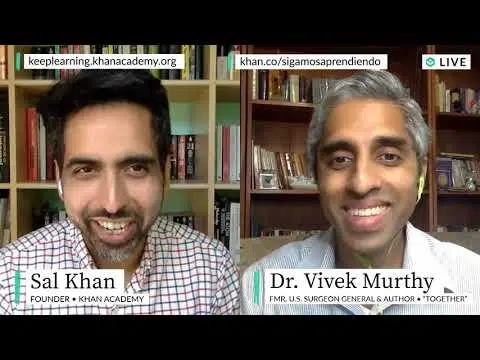 keeplearning.khanacademy.org
khan.co/sigamosaprendiendo
LIVE
Sal Khan
FOUNDER • KHAN ACADEMY
Dr. Vivek Murthy
FMR. U.S. SURGEON GENERAL & AUTHOR • "TOGETHER"